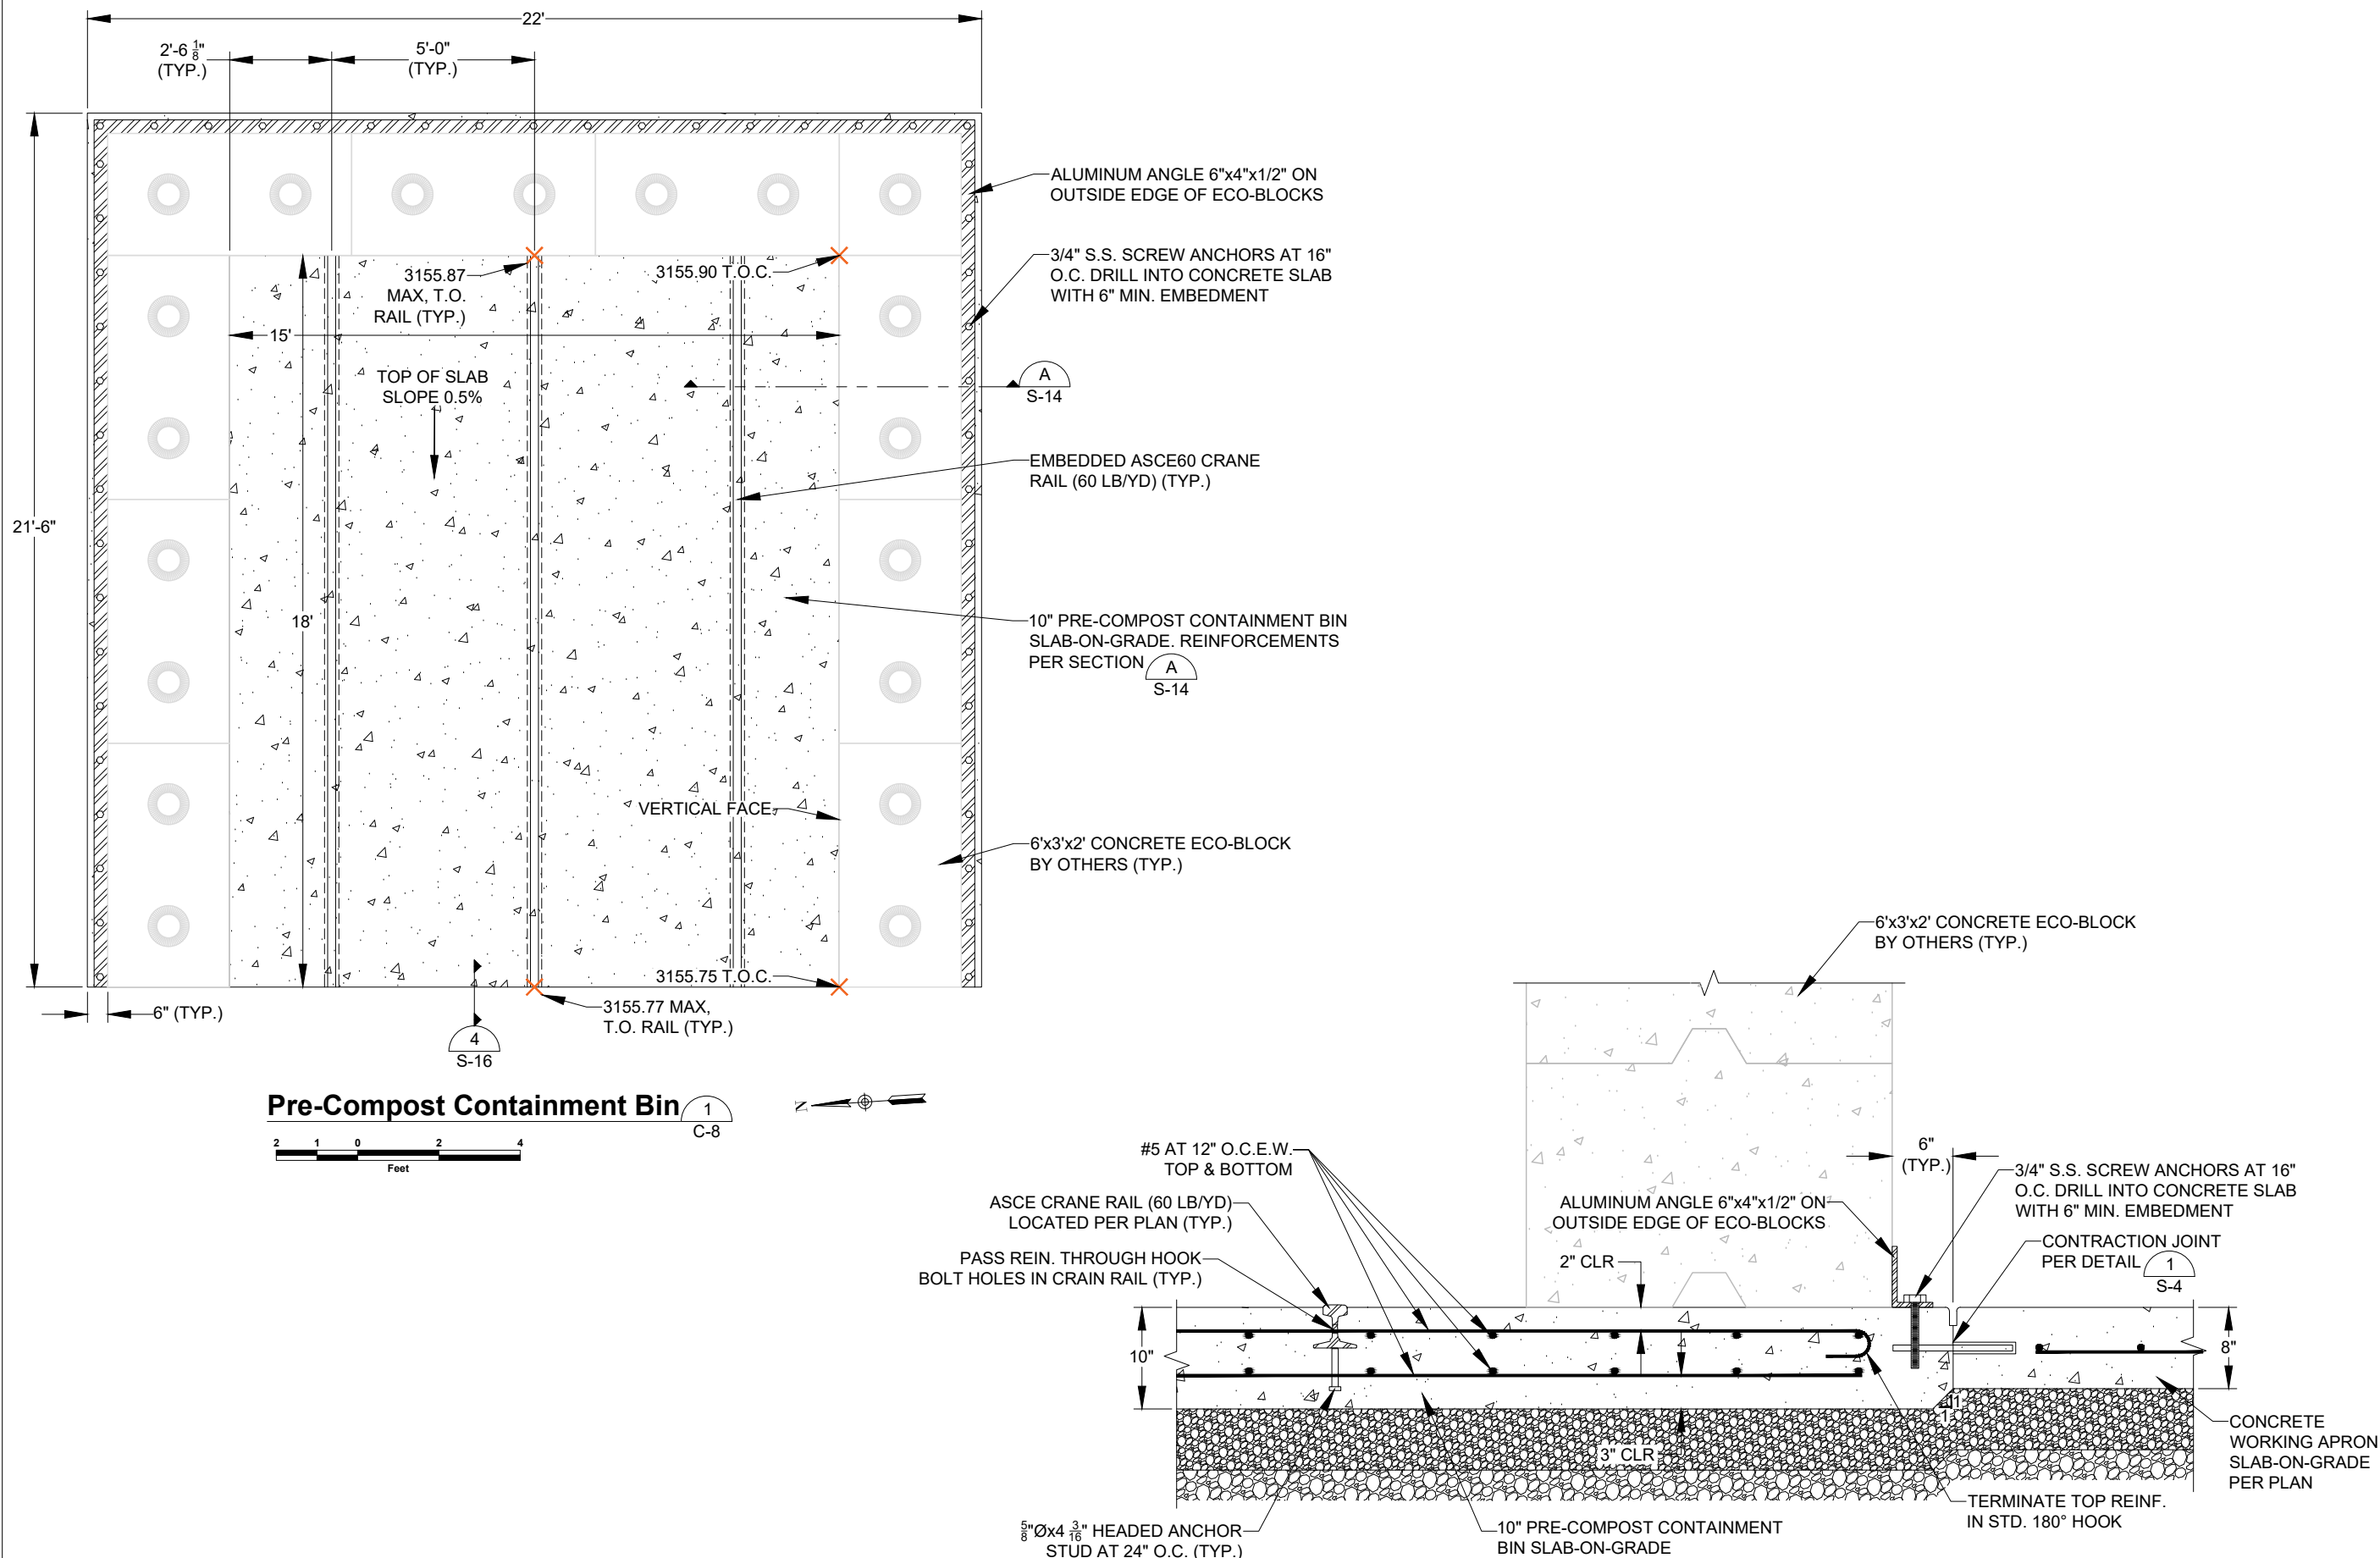 22'
2'-6 1/8"
(TYP.)
5'-0"
(TYP.)
ALUMINUM ANGLE 6"x4"x1/2" ON
OUTSIDE EDGE OF ECO-BLOCKS
3/4" S.S. SCREW ANCHORS AT 16"
O.C. DRILL INTO CONCRETE SLAB
WITH 6" MIN. EMBEDMENT
3155.87
MAX, T.O.
RAIL (TYP.)
3155.90 T.O.C.
15'
TOP OF SLAB
SLOPE 0.5%
A
S-14
EMBEDDED ASCE60 CRANE
RAIL (60 LB/YD) (TYP.)
21'-6"
18'
10" PRE-COMPOST CONTAINMENT BIN
SLAB-ON-GRADE. REINFORCEMENTS
PER SECTION
A
S-14
VERTICAL FACE
6'x3'x2' CONCRETE ECO-BLOCK
BY OTHERS (TYP.)
3155.75 T.O.C.
6" (TYP.)
3155.77 MAX,
T.O. RAIL (TYP.)
4
S-16
Pre-Compost Containment Bin
1
C-8
N
2 1 0 2 4
Feet
6'x3'x2' CONCRETE ECO-BLOCK
BY OTHERS (TYP.)
#5 AT 12" O.C.E.W.
TOP & BOTTOM
ASCE CRANE RAIL (60 LB/YD)
LOCATED PER PLAN (TYP.)
PASS REIN. THROUGH HOOK
BOLT HOLES IN CRAIN RAIL (TYP.)
ALUMINUM ANGLE 6"x4"x1/2" ON
OUTSIDE EDGE OF ECO-BLOCKS
2" CLR
6"
(TYP.)
3/4" S.S. SCREW ANCHORS AT 16"
O.C. DRILL INTO CONCRETE SLAB
WITH 6" MIN. EMBEDMENT
CONTRACTION JOINT
PER DETAIL
1
S-4
10"
8"
1
1
3" CLR
CONCRETE
WORKING APRON
SLAB-ON-GRADE
PER PLAN
TERMINATE TOP REINF.
IN STD. 180° HOOK
5/8"Øx4 3/16" HEADED ANCHOR
STUD AT 24" O.C. (TYP.)
10" PRE-COMPOST CONTAINMENT
BIN SLAB-ON-GRADE